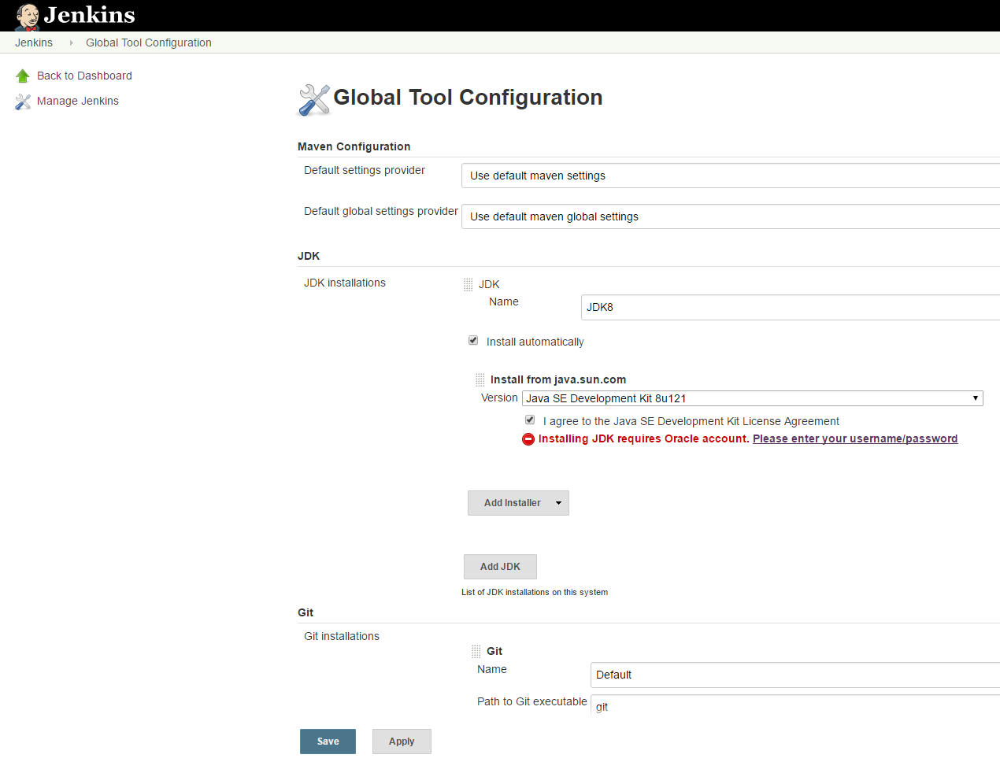 Jenkins
Jenkins Global Tool Configuration
Back to Dashboard
Manage Jenkins
Global Tool Configuration
Maven Configuration
Default settings provider
Use default maven settings
Default global settings provider
Use default maven global settings
JDK
JDK installations
JDK
Name
JDK8
Install automatically
Install from java.sun.com
Version Java SE Development Kit 8u121
I agree to the Java SE Development Kit License Agreement
Installing JDK requires Oracle account. Please enter your username/password
Add Installer
Add JDK
List of JDK installations on this system
Git
Git installations
Git
Name
Default
Path to Git executable
git
Save Apply